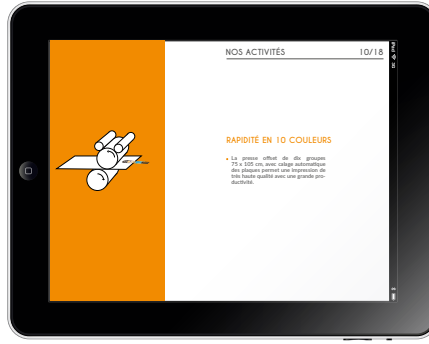 NOS ACTIVITÉS 10/18
RAPIDITÉ EN 10 COULEURS
La presse offset de dix groupes
75 x 105 cm, avec calage automatique
des plaques permet une impression de
très haute qualité avec une grande pro-
ductivité.
iPad